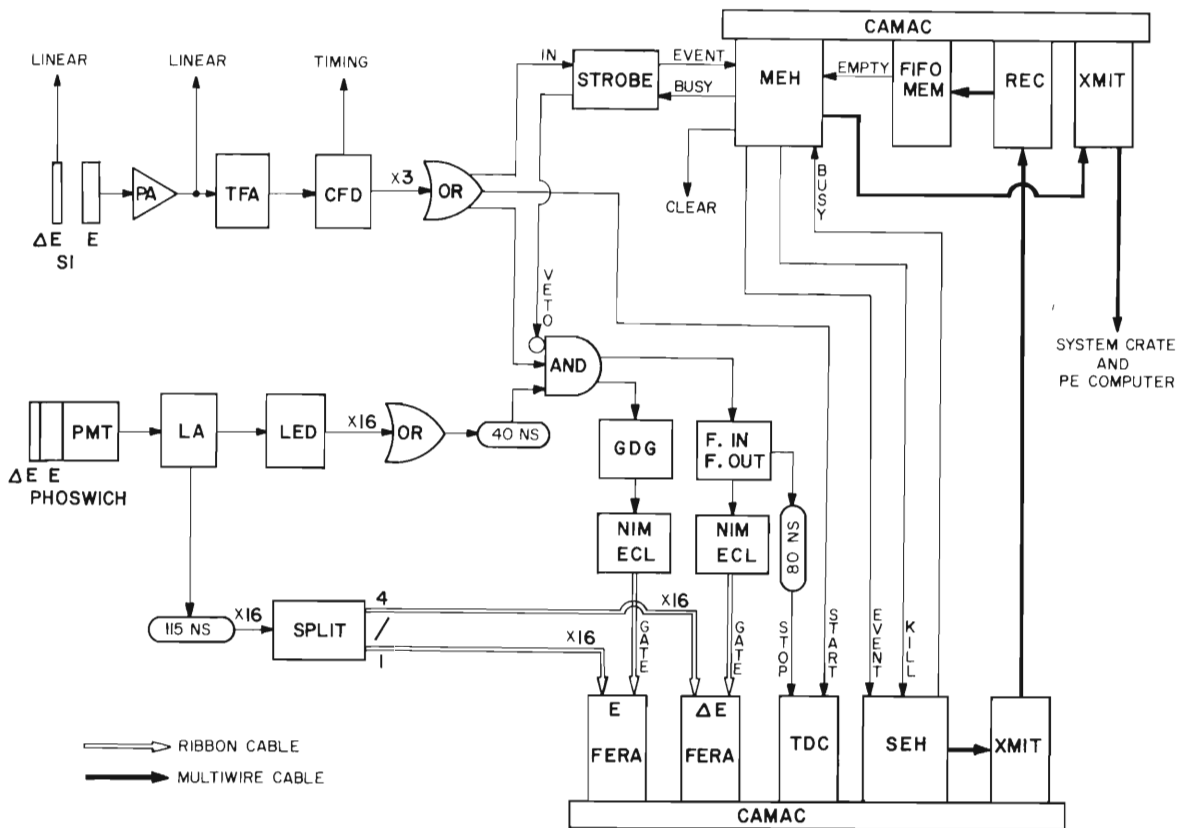 CAMAC
LINEAR
LINEAR
TIMING
IN
STROBE
EVENT
BUSY
MEH
EMPTY
FIFO
MEM
REC
XMIT
PA
TFA
CFD
X3
OR
CLEAR
BUSY
ΔE E
SI
VETO
AND
SYSTEM CRATE
AND
PE COMPUTER
PMT
LA
LED
X16
OR
40 NS
GDG
F. IN
F. OUT
ΔE E
PHOSWICH
NIM
ECL
NIM
ECL
80 NS
115 NS
X16
SPLIT
4
/
1
X16
X16
GATE
GATE
STOP
START
EVENT
KILL
E
FERA
ΔE
FERA
TDC
SEH
XMIT
RIBBON CABLE
MULTIWIRE CABLE
CAMAC